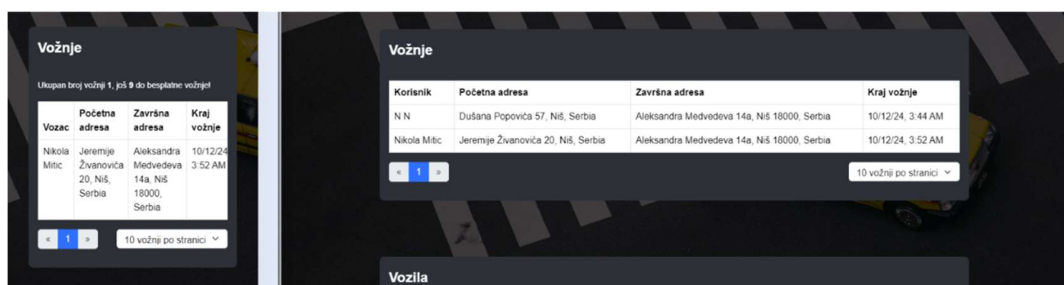 Vožnje
Ukupan broj vožnji 1, još 9 do besplatne vožnje!
Vozac Početna adresa Završna adresa Kraj vožnje
Nikola Mitic Jeremije Živanovića 20, Niš, Serbia Aleksandra Medvedeva 14a, Niš 18000, Serbia 10/12/24 3:52 AM
« 1 » 10 vožnji po stranici
Vožnje
Korisnik Početna adresa Završna adresa Kraj vožnje
N N Dušana Popovića 57, Niš, Serbia Aleksandra Medvedeva 14a, Niš 18000, Serbia 10/12/24, 3:44 AM
Nikola Mitic Jeremije Živanovića 20, Niš, Serbia Aleksandra Medvedeva 14a, Niš 18000, Serbia 10/12/24, 3:52 AM
« 1 » 10 vožnji po stranici
Vozila